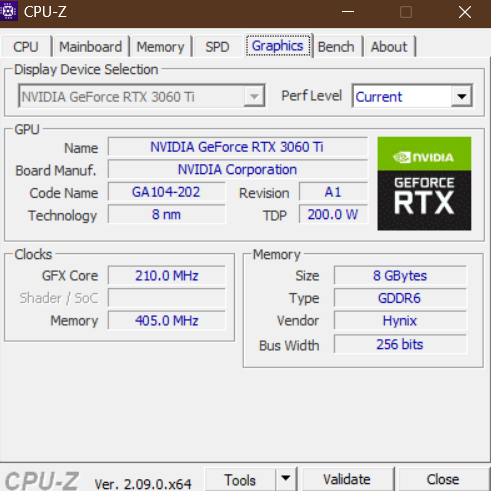 CPU-Z
CPU Mainboard Memory SPD Graphics Bench About
Display Device Selection
NVIDIA GeForce RTX 3060 Ti Perf Level Current
GPU
Name NVIDIA GeForce RTX 3060 Ti
Board Manuf. NVIDIA Corporation
Code Name GA104-202 Revision A1
Technology 8 nm TDP 200.0 W
NVIDIA
GEFORCE
RTX
Clocks
GFX Core 210.0 MHz
Shader / SoC
Memory 405.0 MHz
Memory
Size 8 GBytes
Type GDDR6
Vendor Hynix
Bus Width 256 bits
CPU-Z Ver. 2.09.0.x64 Tools Validate Close